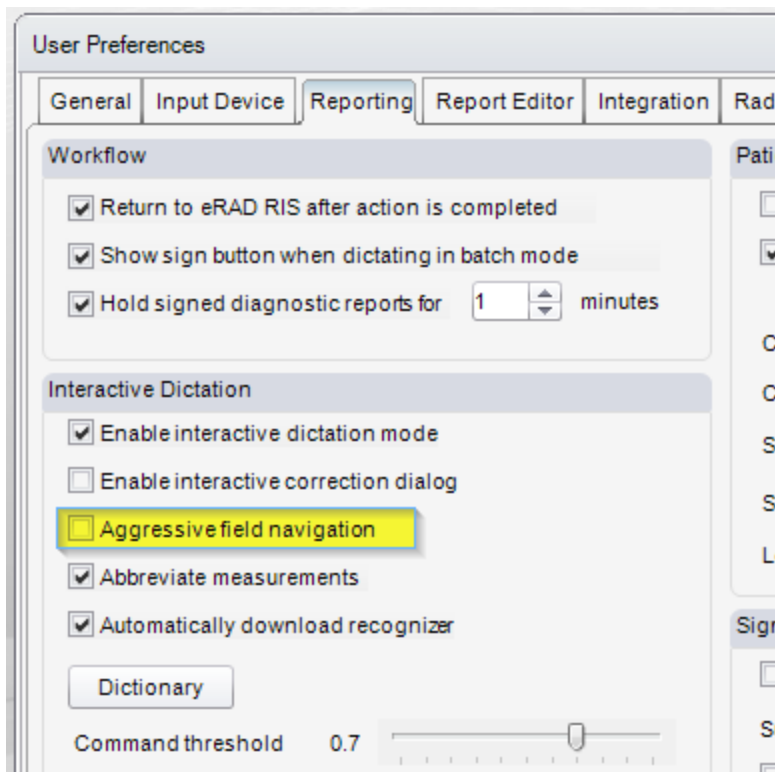 User Preferences
General
Input Device
Reporting
Report Editor
Integration
Workflow
Return to eRAD RIS after action is completed
Show sign button when dictating in batch mode
Hold signed diagnostic reports for 1 minutes
Interactive Dictation
Enable interactive dictation mode
Enable interactive correction dialog
Aggressive field navigation
Abbreviate measurements
Automatically download recognizer
Dictionary
Command threshold 0.7